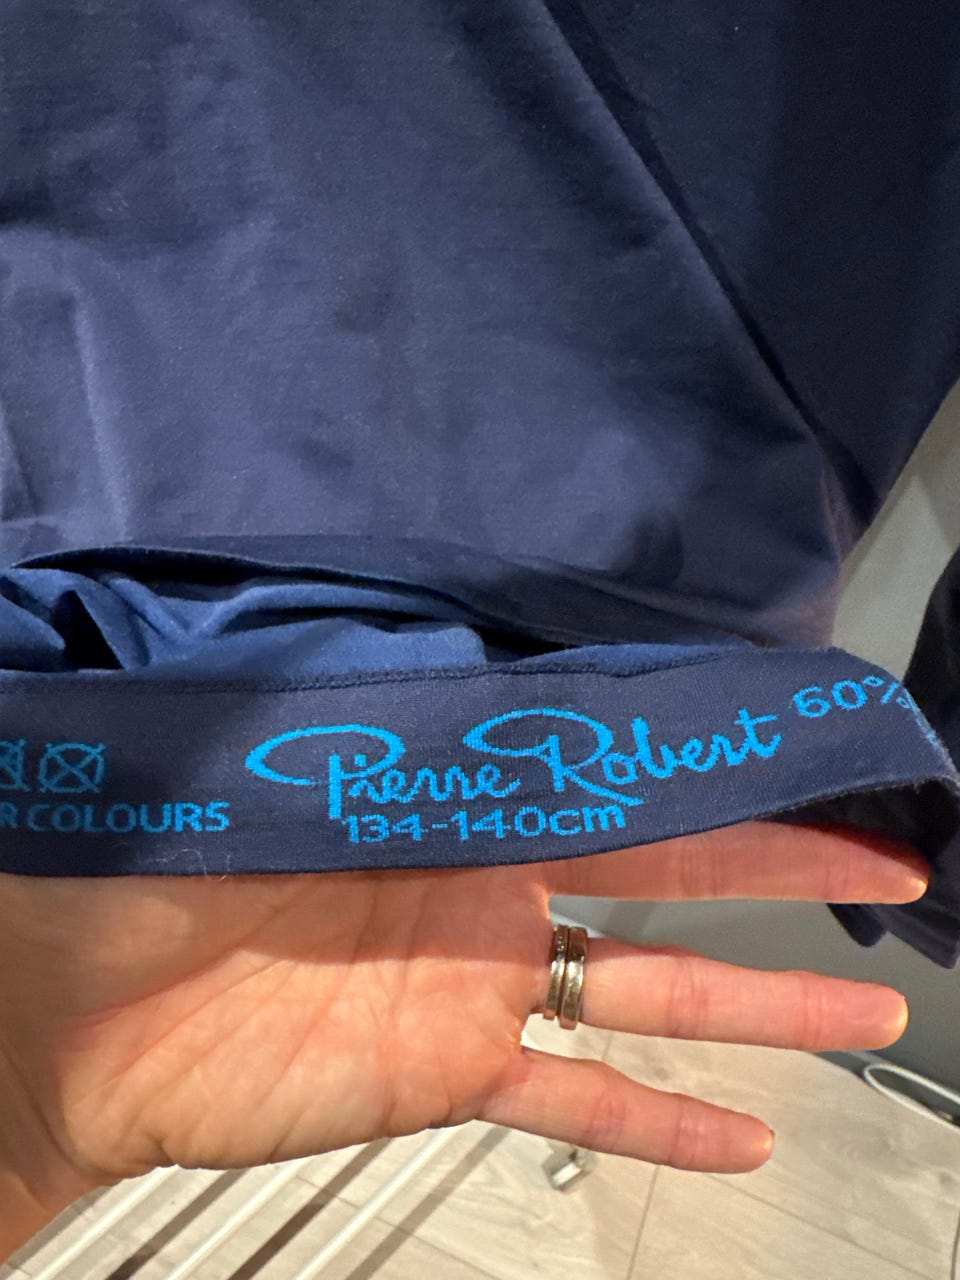 Pierre Robert
134-140cm
60%
R COLOURS